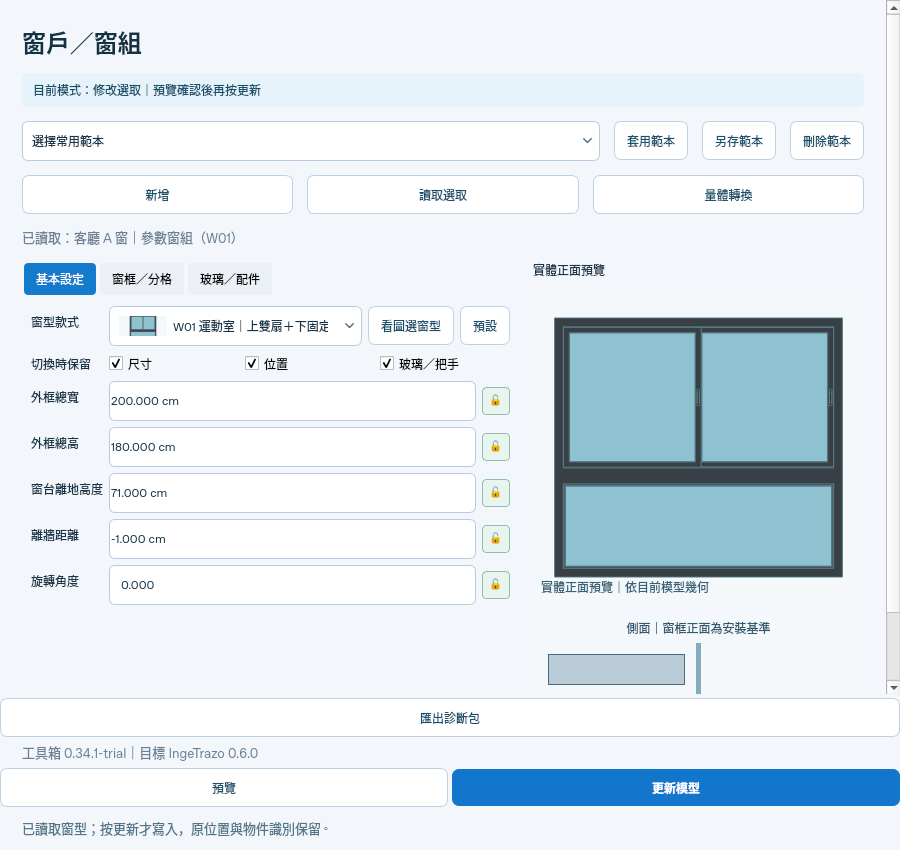 窗戶／窗組
目前模式：修改選取｜預覽確認後再按更新
選擇常用範本
套用範本
另存範本
刪除範本
新增
讀取選取
量體轉換
已讀取：客廳 A 窗｜參數窗組（W01）
基本設定
窗框／分格
玻璃／配件
窗型款式
W01 運動室｜上雙扇＋下固定
看圖選窗型
預設
切換時保留
尺寸
位置
玻璃／把手
外框總寬
200.000 cm
外框總高
180.000 cm
窗台離地高度
71.000 cm
離牆距離
-1.000 cm
旋轉角度
0.000
實體正面預覽
實體正面預覽｜依目前模型幾何
側面｜窗框正面為安裝基準
匯出診斷包
工具箱 0.34.1-trial｜目標 IngeTrazo 0.6.0
預覽
更新模型
已讀取窗型；按更新才寫入，原位置與物件識別保留。